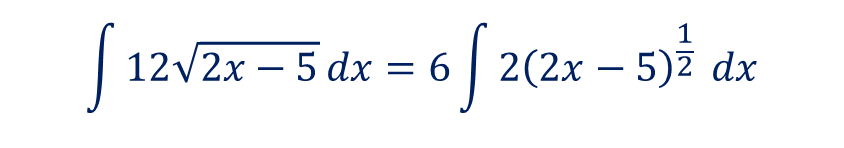 ∫ 12√(2x − 5) dx = 6 ∫ 2(2x − 5)^(1/2) dx